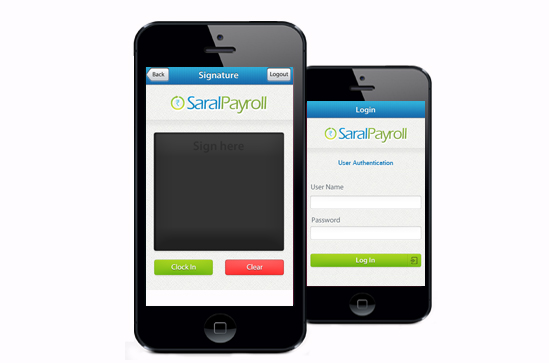 Back
Signature
Logout
SaralPayroll
Sign here
Clock In
Clear
Login
SaralPayroll
User Authentication
User Name
Password
Log In